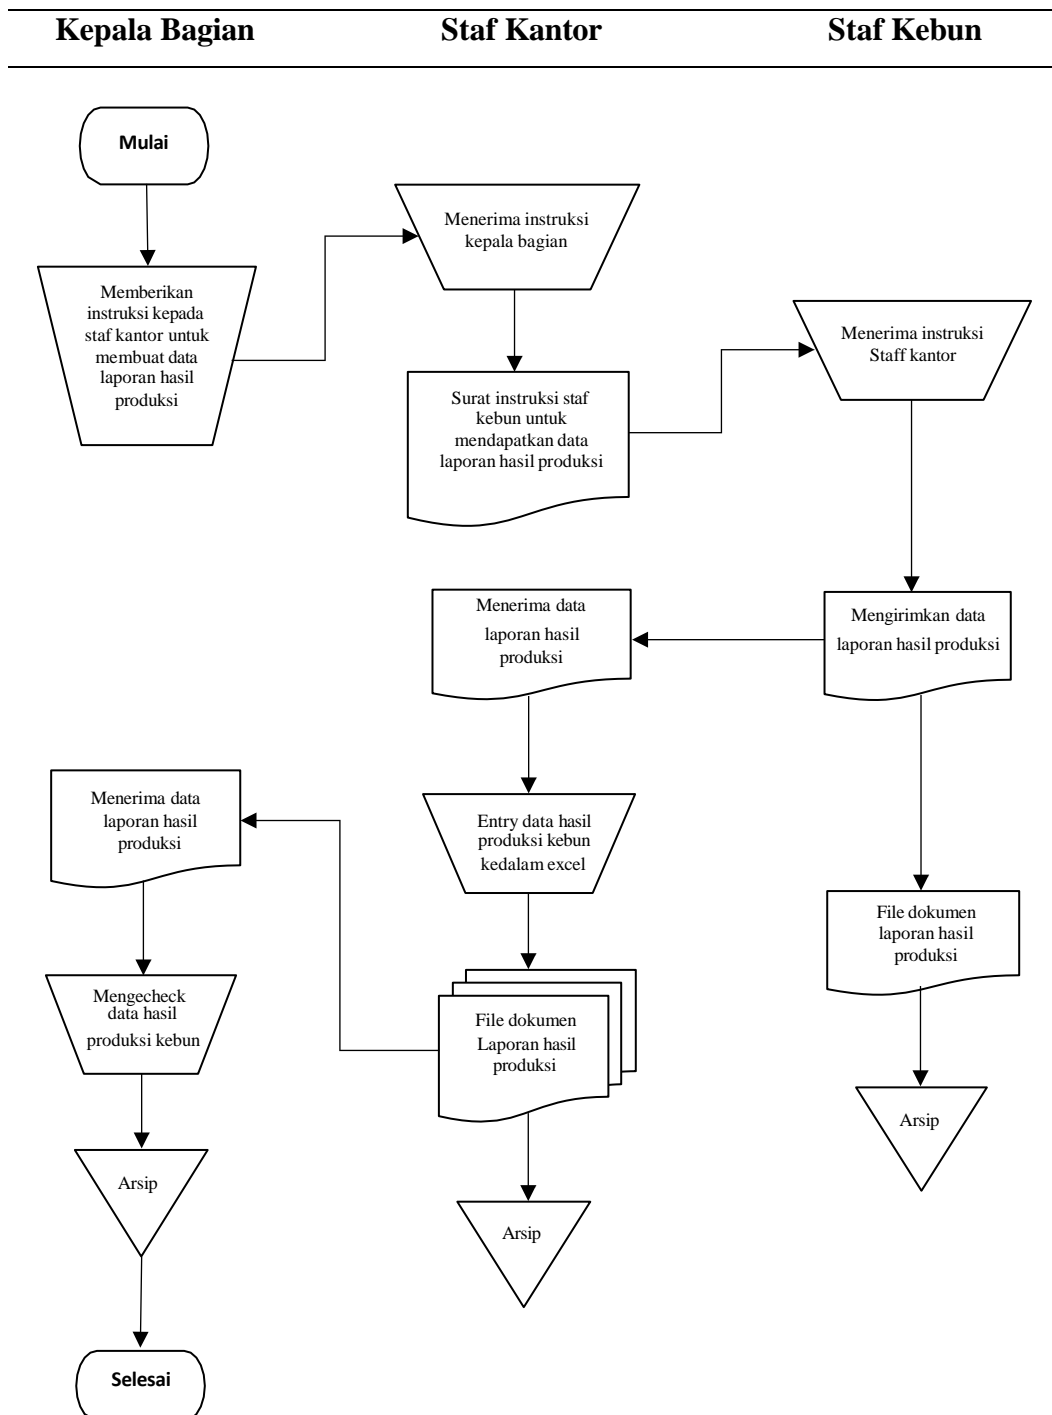 Kepala Bagian Staf Kantor Staf Kebun
Mulai
Memberikan
instruksi kepada
staf kantor untuk
membuat data
laporan hasil
produksi
Menerima instruksi
kepala bagian
Surat instruksi staf
kebun untuk
mendapatkan data
laporan hasil produksi
Menerima instruksi
Staff kantor
Mengirimkan data
laporan hasil produksi
Menerima data
laporan hasil
produksi
Entry data hasil
produksi kebun
kedalam excel
File dokumen
Laporan hasil
produksi
Arsip
File dokumen
laporan hasil
produksi
Arsip
Menerima data
laporan hasil
produksi
Mengecheck
data hasil
produksi kebun
Arsip
Selesai